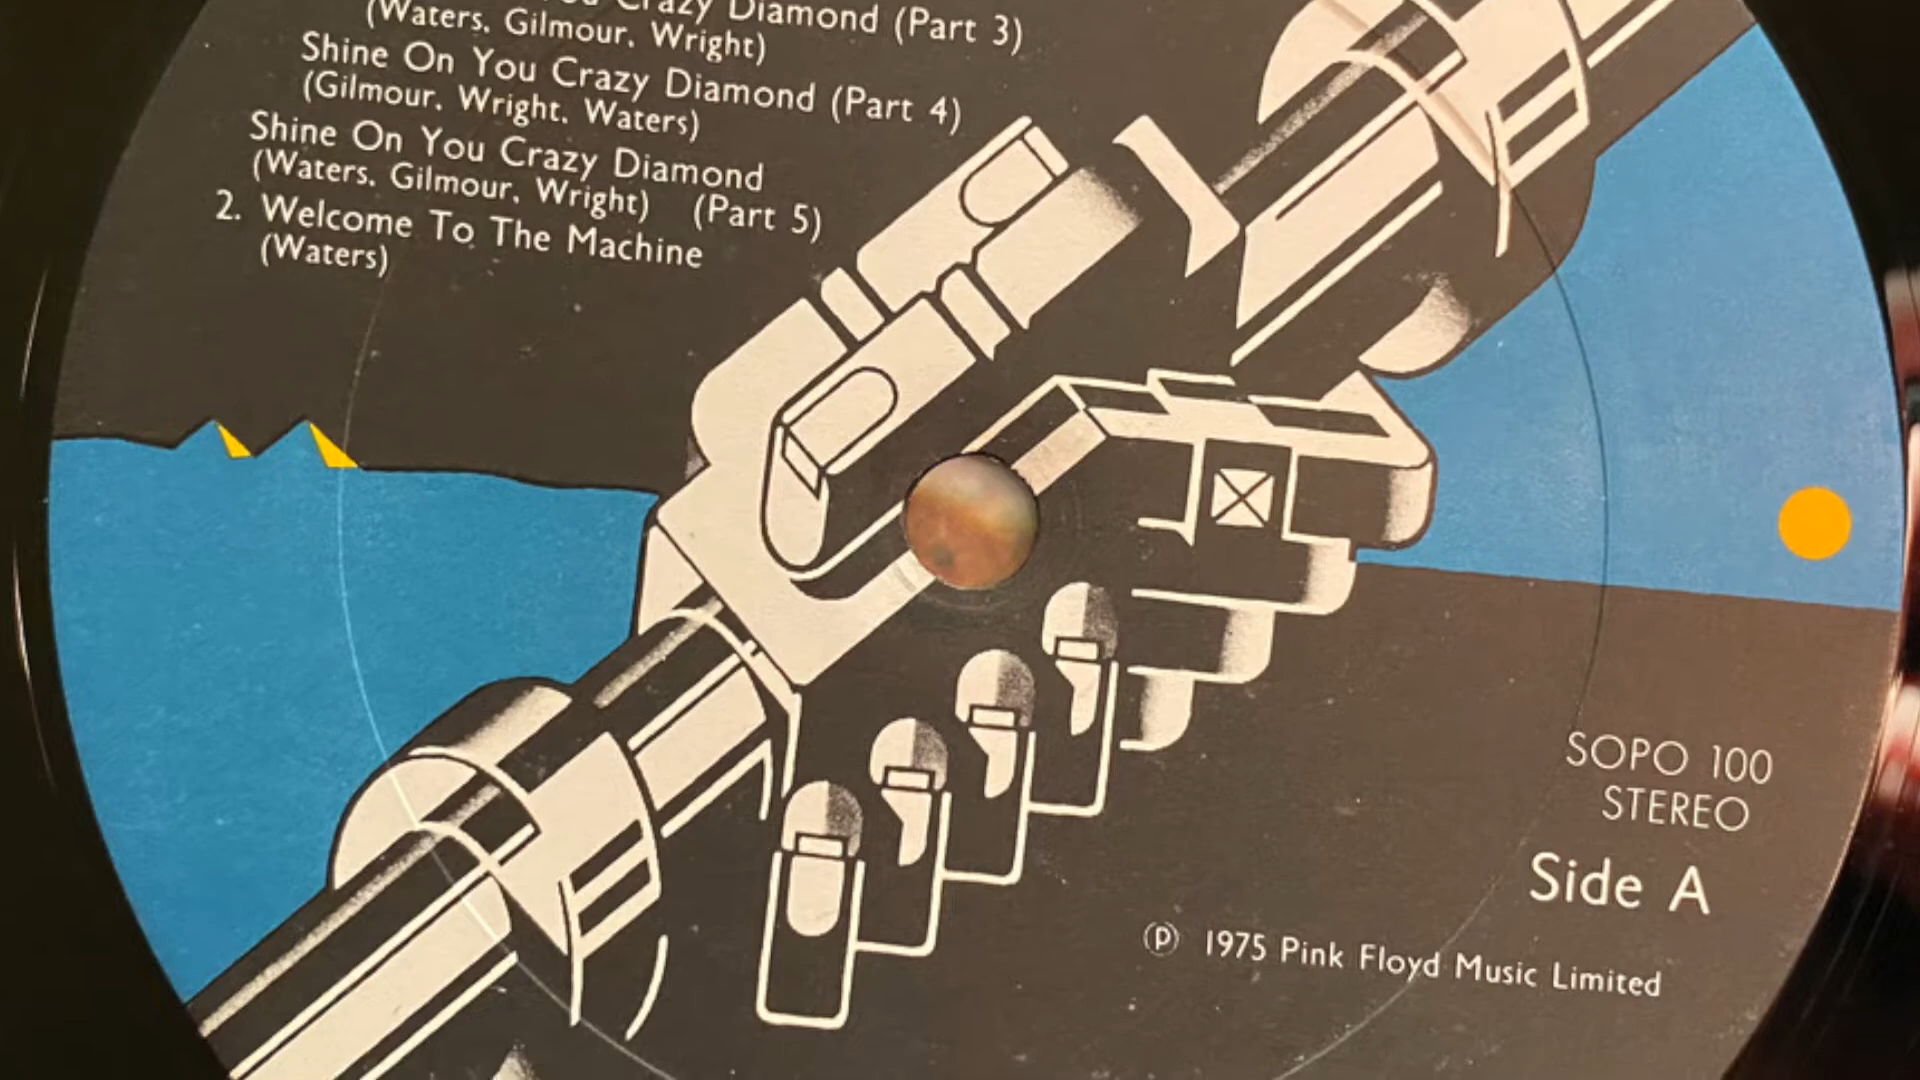 Crazy Diamond (Part 3)
(Waters, Gilmour, Wright)
Shine On You Crazy Diamond (Part 4)
(Gilmour, Wright, Waters)
Shine On You Crazy Diamond
(Waters, Gilmour, Wright) (Part 5)
2. Welcome To The Machine
(Waters)
SOPO 100
STEREO
Side A
℗ 1975 Pink Floyd Music Limited